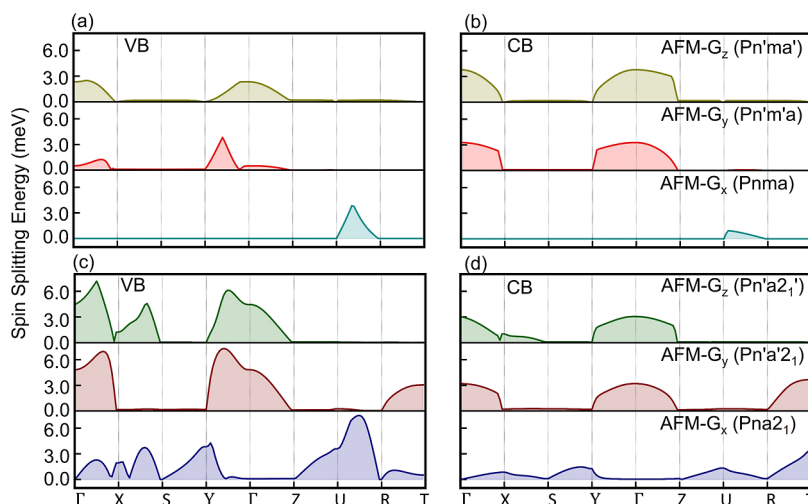 (a)
(b)
VB
CB
AFM-Gz (Pn'ma')
6.0
3.0
0.0
AFM-Gy (Pn'm'a)
6.0
3.0
0.0
AFM-Gx (Pnma)
6.0
3.0
0.0
Spin Splitting Energy (meV)
(c)
(d)
VB
CB
AFM-Gz (Pn'a2₁')
6.0
3.0
0.0
AFM-Gy (Pn'a'2₁)
6.0
3.0
0.0
AFM-Gx (Pna2₁)
6.0
3.0
0.0
Γ X S Y Γ Z U R T
Γ X S Y Γ Z U R